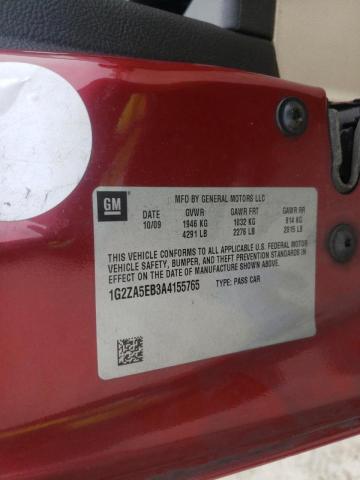 GM
MFD BY GENERAL MOTORS LLC
DATE GVWR GAWR FRT GAWR RR
10/09 1946 KG 1032 KG 914 KG
4291 LB 2276 LB 2015 LB
THIS VEHICLE CONFORMS TO ALL APPLICABLE U.S. FEDERAL MOTOR
VEHICLE SAFETY, BUMPER, AND THEFT PREVENTION STANDARDS IN
EFFECT ON THE DATE OF MANUFACTURE SHOWN ABOVE.
1G2ZA5EB3A4155765 TYPE: PASS CAR